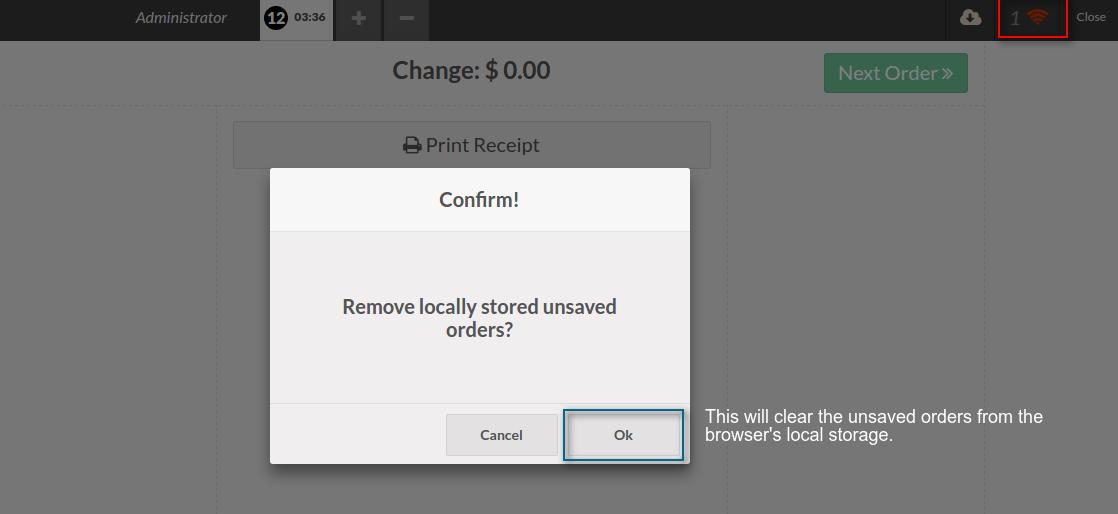 Administrator 12 03:36 1 Close
Change: $ 0.00
Next Order
Print Receipt
Confirm!
Remove locally stored unsaved
orders?
Cancel Ok
This will clear the unsaved orders from the
browser's local storage.